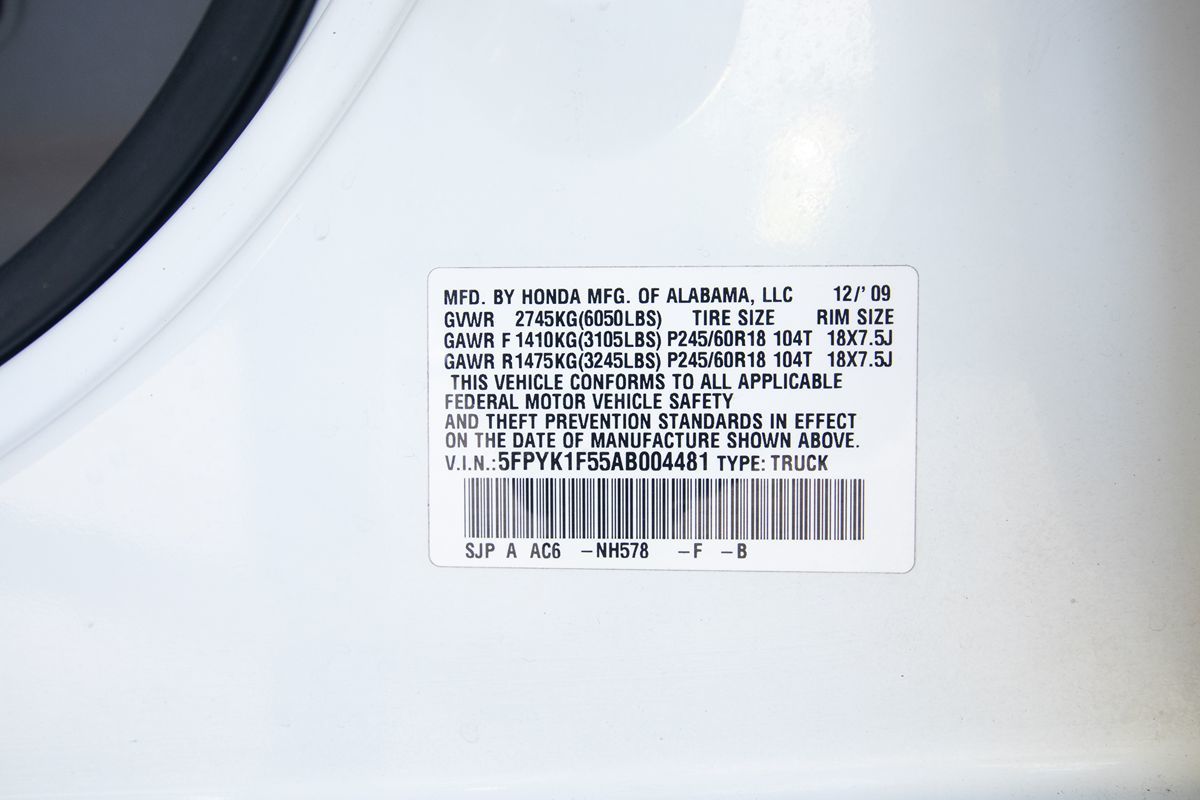 MFD. BY HONDA MFG. OF ALABAMA, LLC 12/'09
GVWR 2745KG(6050LBS) TIRE SIZE RIM SIZE
GAWR F 1410KG(3105LBS) P245/60R18 104T 18X7.5J
GAWR R 1475KG(3245LBS) P245/60R18 104T 18X7.5J
THIS VEHICLE CONFORMS TO ALL APPLICABLE
FEDERAL MOTOR VEHICLE SAFETY
AND THEFT PREVENTION STANDARDS IN EFFECT
ON THE DATE OF MANUFACTURE SHOWN ABOVE.
V.I.N.: 5FPYK1F55AB004481 TYPE: TRUCK
SJP A AC6 -NH578 -F -B